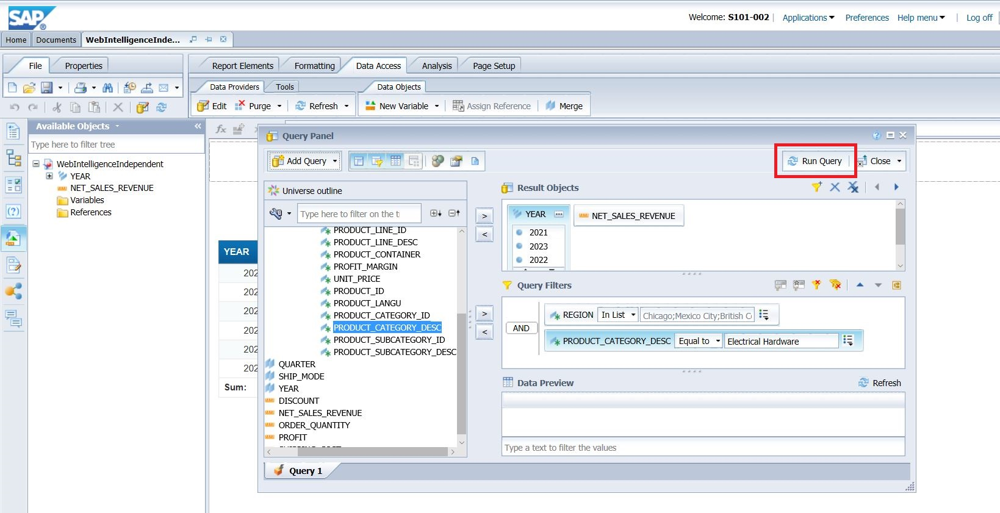 SAP
Welcome: S101-002 | Applications Preferences Help menu | Log off
Home Documents WebIntelligenceInde...
File Properties Report Elements Formatting Data Access Analysis Page Setup
Data Providers Tools Data Objects
Edit Purge Refresh New Variable Assign Reference Merge
Available Objects
Type here to filter tree
WebIntelligenceIndependent
YEAR
NET_SALES_REVENUE
Variables
References
fx
YEAR
202
202
202
202
202
202
Sum:
Query Panel
Add Query Run Query Close
Universe outline
Type here to filter on the t
PRODUCT_LINE_ID
PRODUCT_LINE_DESC
PRODUCT_CONTAINER
PROFIT_MARGIN
UNIT_PRICE
PRODUCT_ID
PRODUCT_LANGU
PRODUCT_CATEGORY_ID
PRODUCT_CATEGORY_DESC
PRODUCT_SUBCATEGORY_ID
PRODUCT_SUBCATEGORY_DESC
QUARTER
SHIP_MODE
YEAR
DISCOUNT
NET_SALES_REVENUE
ORDER_QUANTITY
PROFIT
>
<
>
<
Result Objects
YEAR NET_SALES_REVENUE
2021
2023
2022
Query Filters
AND
REGION In List Chicago;Mexico City;British C
PRODUCT_CATEGORY_DESC Equal to Electrical Hardware
Data Preview Refresh
Type a text to filter the values
Query 1